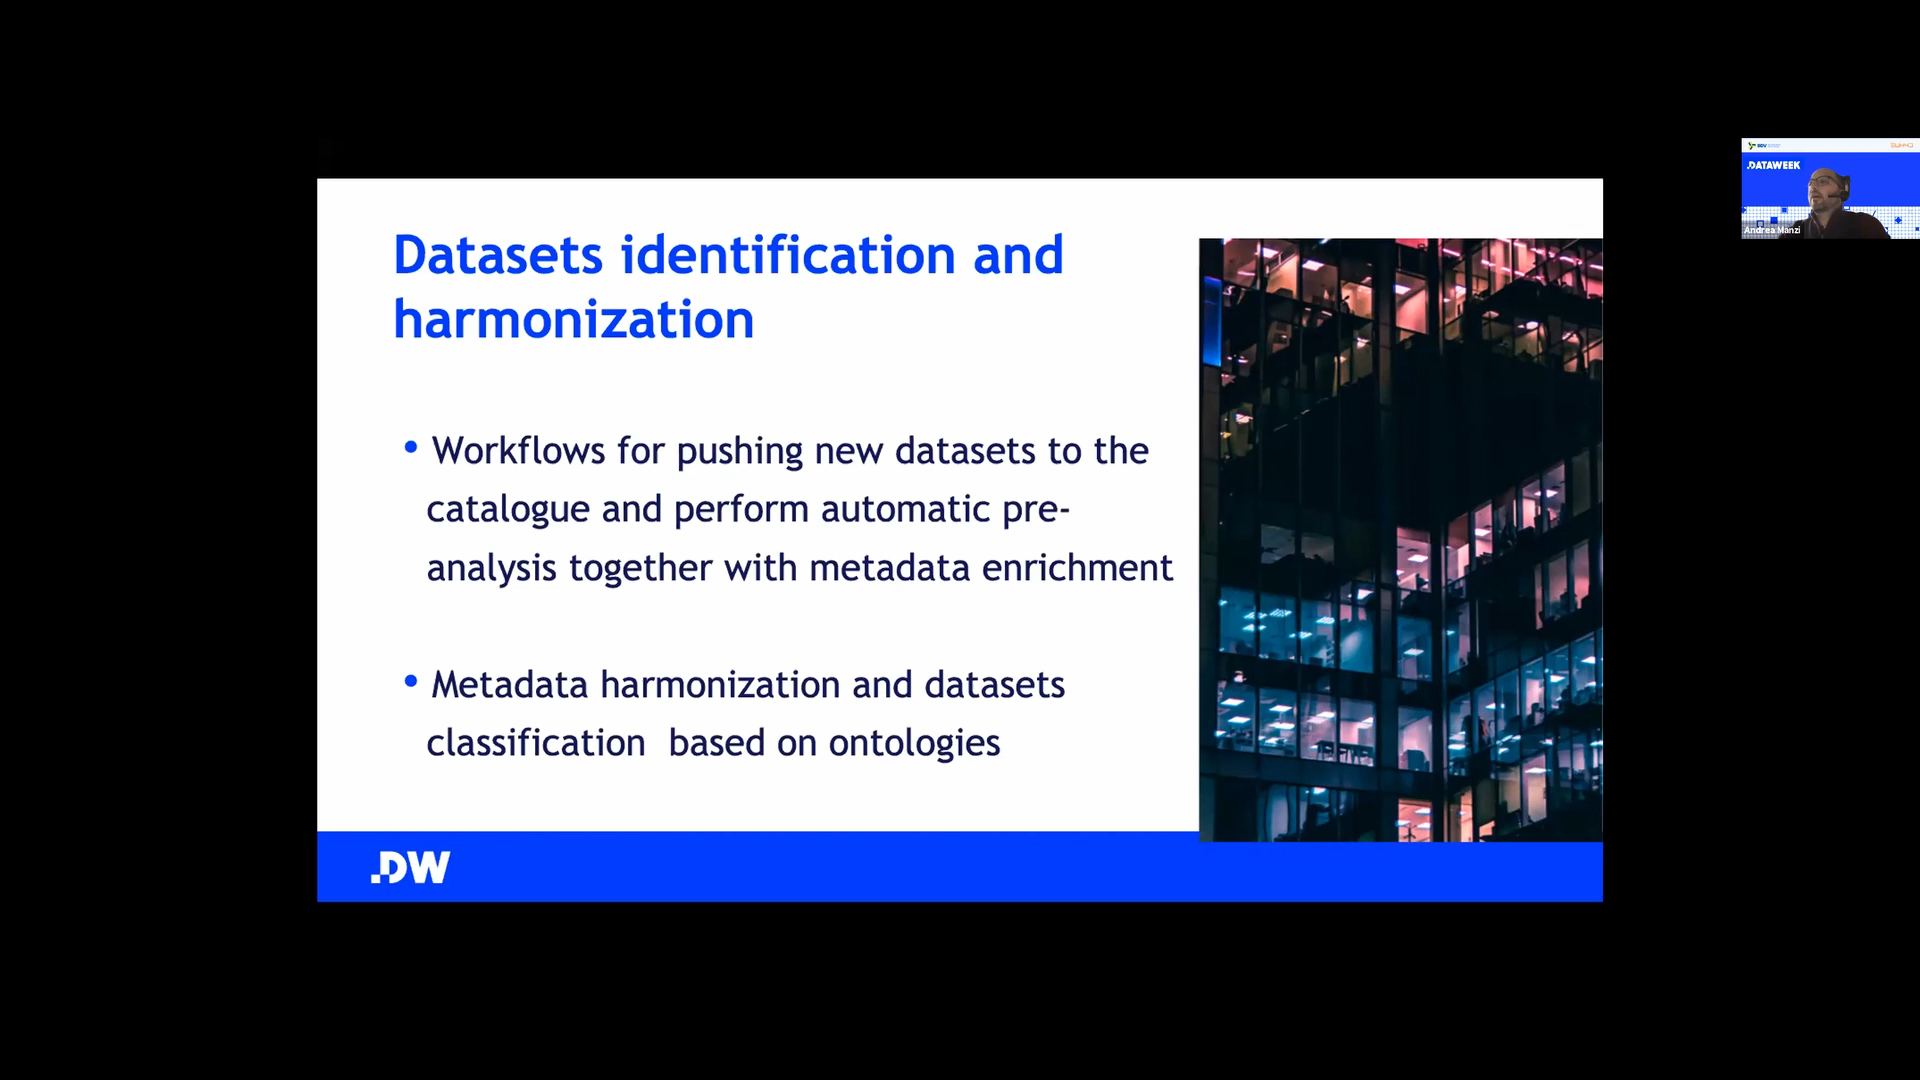 Datasets identification and
harmonization
• Workflows for pushing new datasets to the
catalogue and perform automatic pre-
analysis together with metadata enrichment
• Metadata harmonization and datasets
classification  based on ontologies
.DW
.DATAWEEK
Andrea Manzi